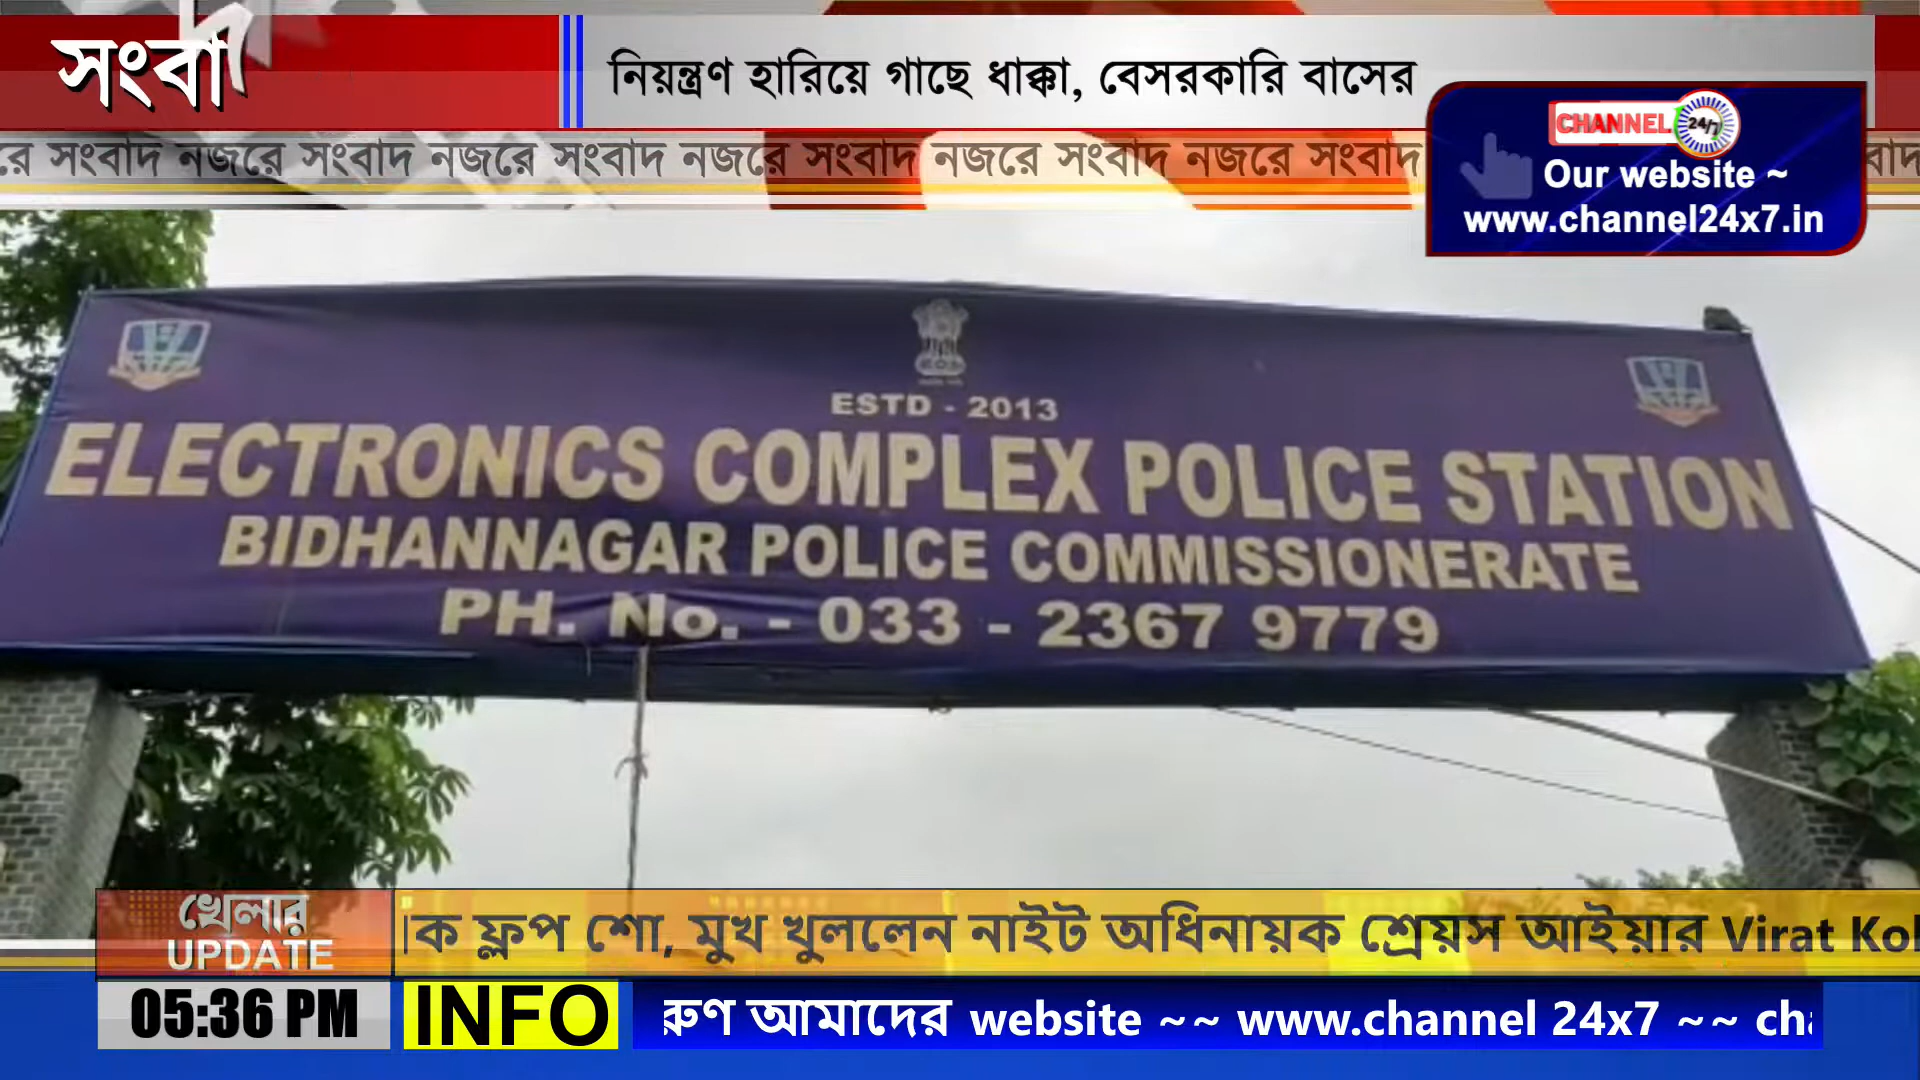 সংবা
নিয়ন্ত্রণ হারিয়ে গাছে ধাক্কা, বেসরকারি বাসের
রে সংবাদ নজরে সংবাদ নজরে সংবাদ নজরে সংবাদ নজরে সংবাদ নজরে সংবাদ
বাদ
CHANNEL 24/7
Our website ~
www.channel24x7.in
ESTD - 2013
ELECTRONICS COMPLEX POLICE STATION
BIDHANNAGAR POLICE COMMISSIONERATE
PH. No. - 033 - 2367 9779
খেলার
UPDATE
ক ফ্লপ শো, মুখ খুললেন নাইট অধিনায়ক শ্রেয়স আইয়ার Virat Kol
05:36 PM
INFO
রুণ আমাদের website ~~ www.channel 24x7 ~~ cha